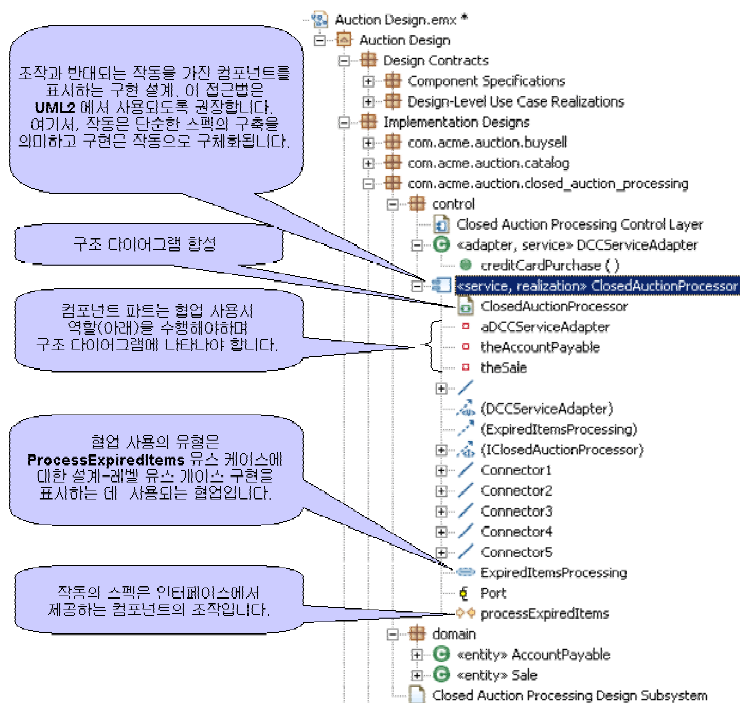 Auction Design.emx *
Auction Design
Design Contracts
Component Specifications
Design-Level Use Case Realizations
Implementation Designs
com.acme.auction.buysell
com.acme.auction.catalog
com.acme.auction.closed_auction_processing
control
Closed Auction Processing Control Layer
«adapter, service» DCCServiceAdapter
creditCardPurchase ( )
«service, realization» ClosedAuctionProcessor
ClosedAuctionProcessor
aDCCServiceAdapter
theAccountPayable
theSale
(DCCServiceAdapter)
(ExpiredItemsProcessing)
(IClosedAuctionProcessor)
Connector1
Connector2
Connector3
Connector4
Connector5
ExpiredItemsProcessing
Port
processExpiredItems
domain
«entity» AccountPayable
«entity» Sale
Closed Auction Processing Design Subsystem
조작과 반대되는 작동을 가진 컴포넌트를
표시하는 구현 설계. 이 접근법은
UML2 에서 사용되도록 권장합니다.
여기서, 작동은 단순한 스펙의 구축을
의미하고 구현은 작동으로 구체화됩니다.
구조 다이어그램 합성
컴포넌트 파트는 협업 사용시
역할(아래)을 수행해야하며
구조 다이어그램에 나타나야 합니다.
협업 사용의 유형은
ProcessExpiredItems 유스 케이스에
대한 설계-레벨 유스 케이스 구현을
표시하는 데 사용되는 협업입니다.
작동의 스펙은 인터페이스에서
제공하는 컴포넌트의 조작입니다.